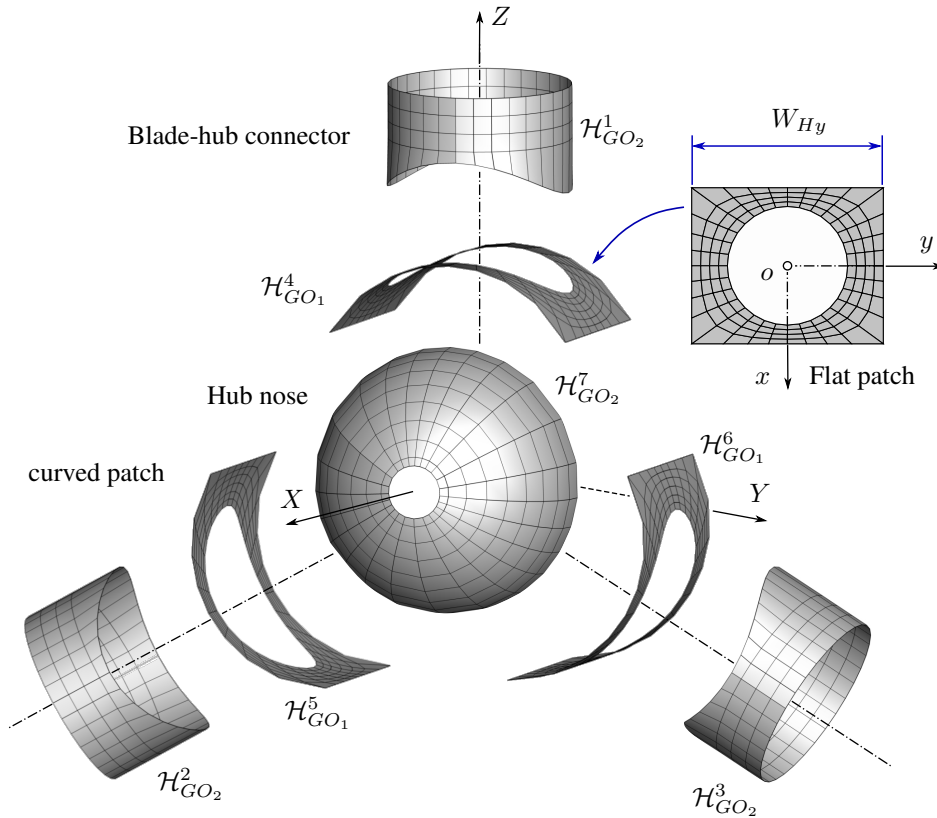 Z
W_{Hy}
Blade-hub connector
\mathcal{H}^1_{GO_2}
y
o
\mathcal{H}^4_{GO_1}
x
Flat patch
Hub nose
\mathcal{H}^7_{GO_2}
\mathcal{H}^6_{GO_1}
curved patch
X
Y
\mathcal{H}^5_{GO_1}
\mathcal{H}^2_{GO_2}
\mathcal{H}^3_{GO_2}